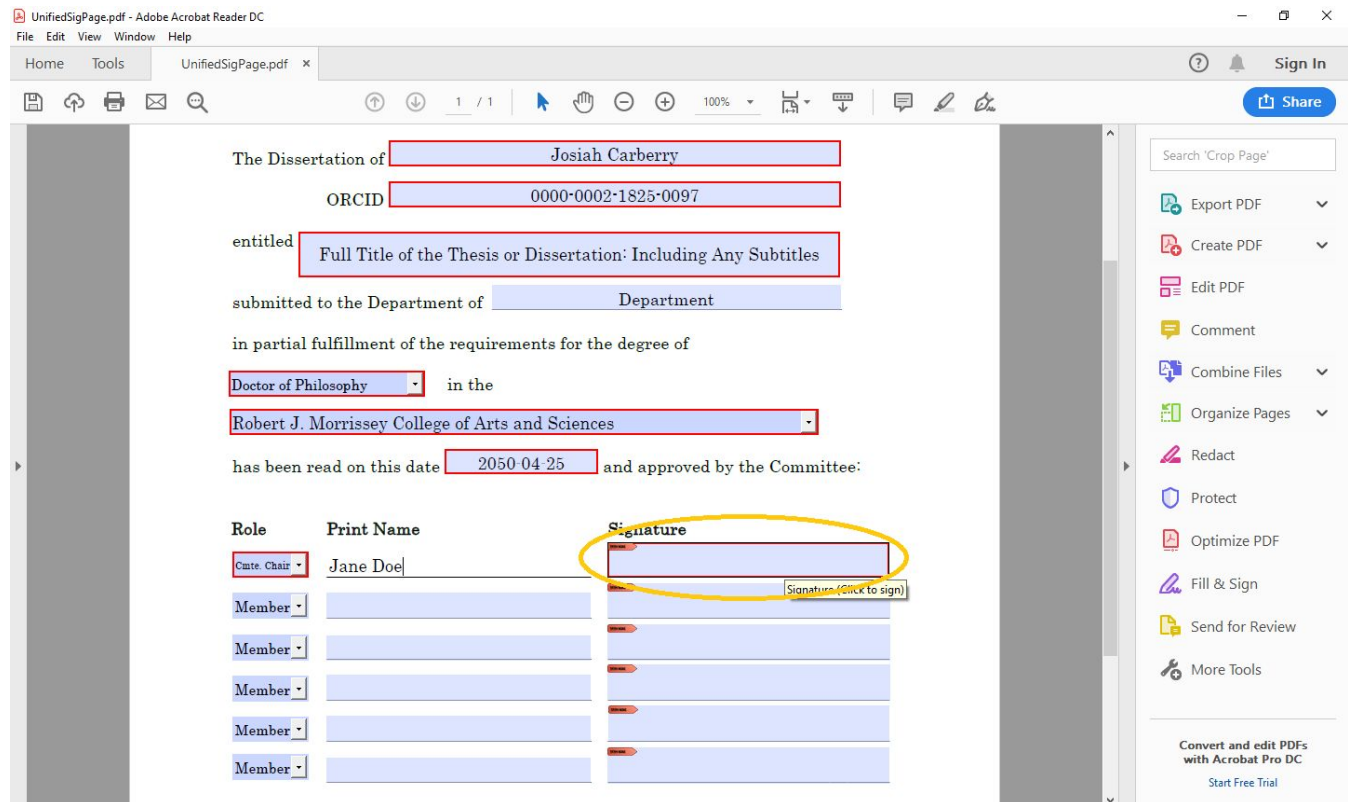 UnifiedSigPage.pdf - Adobe Acrobat Reader DC
File Edit View Window Help
Home Tools UnifiedSigPage.pdf × Sign In
1 / 1 100% Share
The Dissertation of Josiah Carberry
ORCID 0000-0002-1825-0097
entitled Full Title of the Thesis or Dissertation: Including Any Subtitles
submitted to the Department of Department
in partial fulfillment of the requirements for the degree of
Doctor of Philosophy in the
Robert J. Morrissey College of Arts and Sciences
has been read on this date 2050-04-25 and approved by the Committee:
Role Print Name Signature
Cmte. Chair Jane Doe
Signature (Click to sign)
Member
Member
Member
Member
Member
Search 'Crop Page'
Export PDF
Create PDF
Edit PDF
Comment
Combine Files
Organize Pages
Redact
Protect
Optimize PDF
Fill & Sign
Send for Review
More Tools
Convert and edit PDFs
with Acrobat Pro DC
Start Free Trial